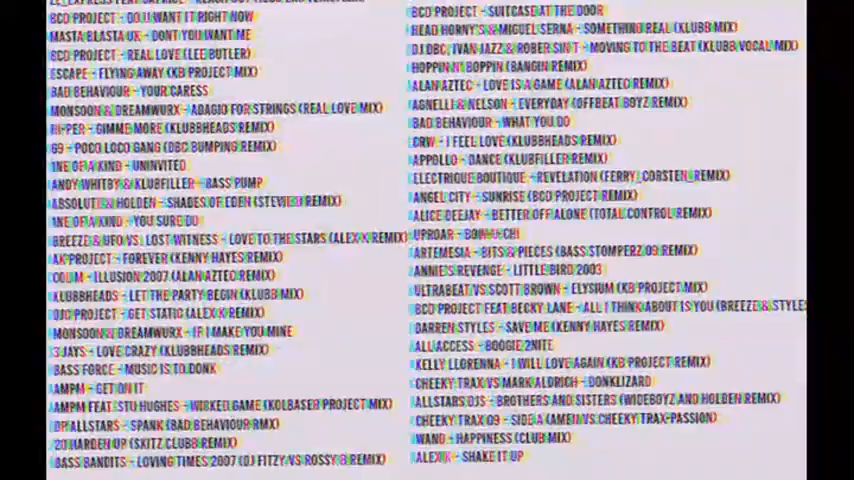 BCD PROJECT - DO U WANT IT RIGHT NOW
MASTA BLASTA UK - DONT YOU WANT ME
BCD PROJECT - REAL LOVE (LEE BUTLER)
ESCAPE - FLYING AWAY (KB PROJECT MIX)
BAD BEHAVIOUR - YOUR CARESS
MONSOON & DREAMWURX - ADAGIO FOR STRINGS (REAL LOVE MIX)
RI-PER - GIMME MORE (KLUBBHEADS REMIX)
69 - POCO LOCO GANG (DBC BUMPING REMIX)
1NE OF A KIND - UNINVITED
ANDY WHITBY & KLUBFILLER - BASS PUMP
ABSOLUT & HOLDEN - SHADES OF EDEN (STEVIE B REMIX)
1NE OF A KIND - YOU SURE DO
BREEZE & UFO VS. LOST WITNESS - LOVE TO THE STARS (ALEX K REMIX)
AK PROJECT - FOREVER (KENNY HAYES REMIX)
COLIM - ILLUSION 2007 (ALAN AZTEC REMIX)
KLUBBHEADS - LET THE PARTY BEGIN (KLUBB MIX)
OJC PROJECT - GET STATIC (ALEX K REMIX)
MONSOON & DREAMWURX - IF I MAKE YOU MINE
3 JAYS - LOVE CRAZY (KLUBBHEADS REMIX)
BASS FORCE - MUSIC IS TO DONK
AMPM - GET ON IT
AMPM FEAT. STU HUGHES - WICKED GAME (KOLBASER PROJECT MIX)
ALLSTARS - SPANK (BAD BEHAVIOUR RMX)
2D HARDEN UP (SKITZ CLUBB REMIX)
BASS BANDITS - LOVING TIMES 2007 (DJ FITZY VS ROSSY B REMIX)
BCD PROJECT - SUITCASE AT THE DOOR
HEAD HORNY'S & MIGUEL SERNA - SOMETHING REAL (KLUBB MIX)
DJ DBC, IVAN JAZZ & ROBER SIN T - MOVING TO THE BEAT (KLUBB VOCAL MIX)
HOPPIN N' BOPPIN (BANGIN REMIX)
ALAN AZTEC - LOVE IS A GAME (ALAN AZTEC REMIX)
AGNELLI & NELSON - EVERYDAY (OFFBEAT BOYZ REMIX)
BAD BEHAVIOUR - WHAT YOU DO
CRW - I FEEL LOVE (KLUBBHEADS REMIX)
APPOLLO - DANCE (KLUBFILLER REMIX)
ELECTRIQUE BOUTIQUE - REVELATION (FERRY_CORSTEN_REMIX)
ANGEL CITY - SUNRISE (BCD PROJECT REMIX)
ALICE DEEJAY - BETTER OFF ALONE (TOTAL CONTROL REMIX)
UPROAR - BOW-I-CHI
ARTEMESIA - BITS & PIECES (BASS STOMPERZ 09 REMIX)
ANNIE'S REVENGE - LITTLE BIRD 2003
ULTRABEAT VS SCOTT BROWN - ELYSIUM (KB PROJECT MIX)
BCD PROJECT FEAT BECKY LANE - ALL I THINK ABOUT IS YOU (BREEZE & STYLES
DARREN STYLES - SAVE ME (KENNY HAYES REMIX)
ALL ACCESS - BOOGIE 2NITE
KELLY LLORENNA - I WILL LOVE AGAIN (KB PROJECT REMIX)
CHEEKY TRAX VS MARK ALDRICH - DONKLIZARD
ALLSTARS DJS - BROTHERS AND SISTERS (WIDEBOYZ AND HOLDEN REMIX)
CHEEKY TRAX 09 - SIDE A (AMEN VS CHEEKY TRAX-PASSION)
WAND - HAPPINESS (CLUB MIX)
ALEX K - SHAKE IT UP